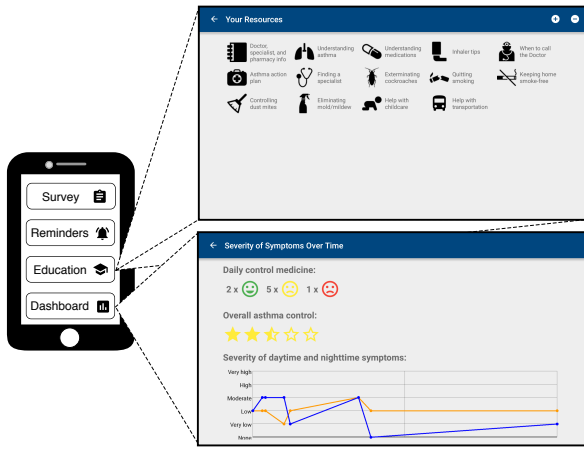 Your Resources
Doctor,
specialist, and
pharmacy info
Understanding
asthma
Understanding
medications
Inhaler tips
When to call
the Doctor
Asthma action
plan
Finding a
specialist
Exterminating
cockroaches
Quitting
smoking
Keeping home
smoke-free
Controlling
dust mites
Eliminating
mold/mildew
Help with
childcare
Help with
transportation
Survey
Reminders
Education
Dashboard
Severity of Symptoms Over Time
Daily control medicine:
2 x 5 x 1 x
Overall asthma control:
Severity of daytime and nighttime symptoms:
Very high
High
Moderate
Low
Very low
None